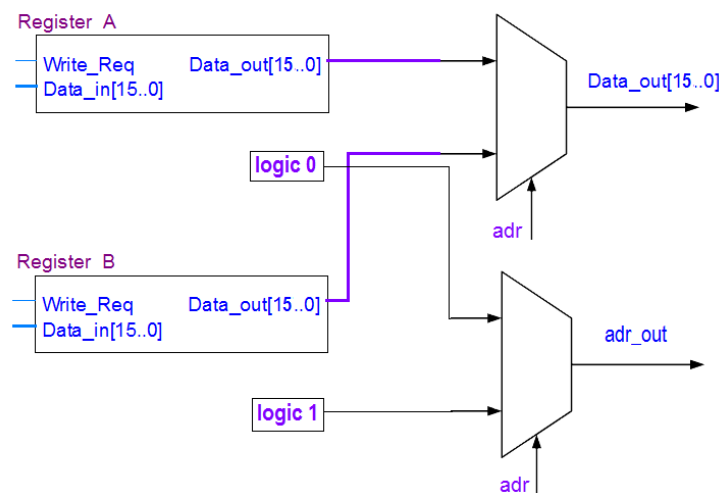 Register A
Write_Req Data_out[15..0]
Data_in[15..0]
Data_out[15..0]
logic 0
adr
Register B
Write_Req Data_out[15..0]
Data_in[15..0]
adr_out
logic 1
adr